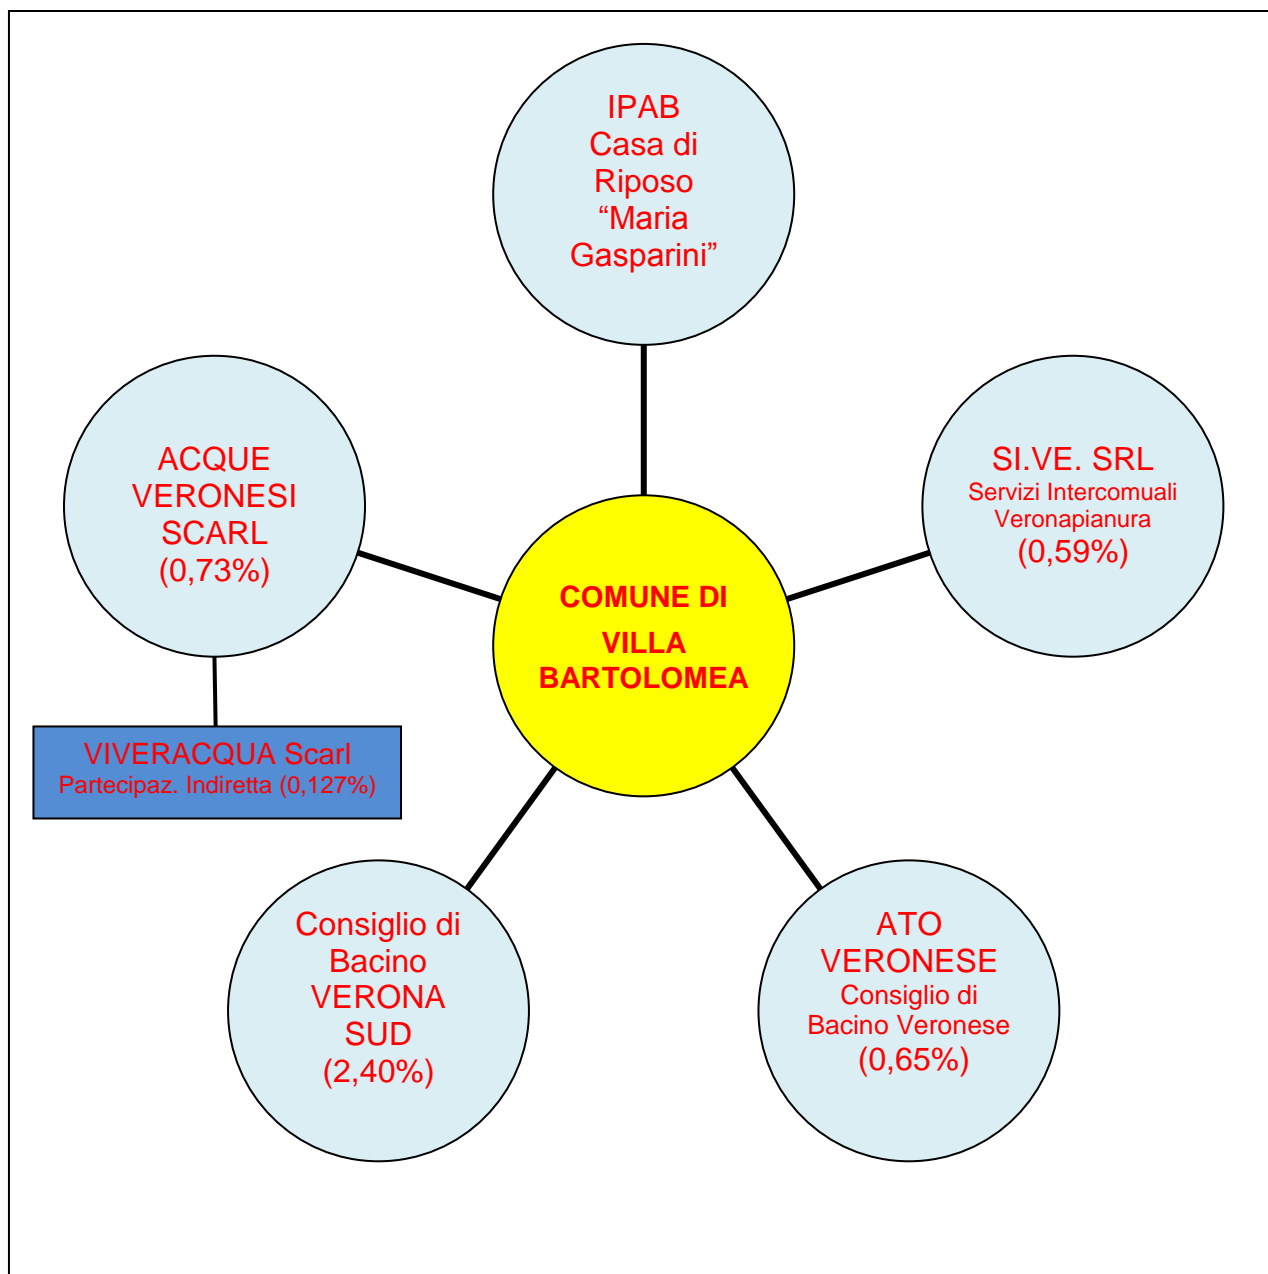 IPAB
Casa di
Riposo
“Maria
Gasparini”
ACQUE
VERONESI
SCARL
(0,73%)
SI.VE. SRL
Servizi Intercomuali
Veronapianura
(0,59%)
COMUNE DI
VILLA
BARTOLOMEA
VIVERACQUA Scarl
Partecipaz. Indiretta (0,127%)
Consiglio di
Bacino
VERONA
SUD
(2,40%)
ATO
VERONESE
Consiglio di
Bacino Veronese
(0,65%)